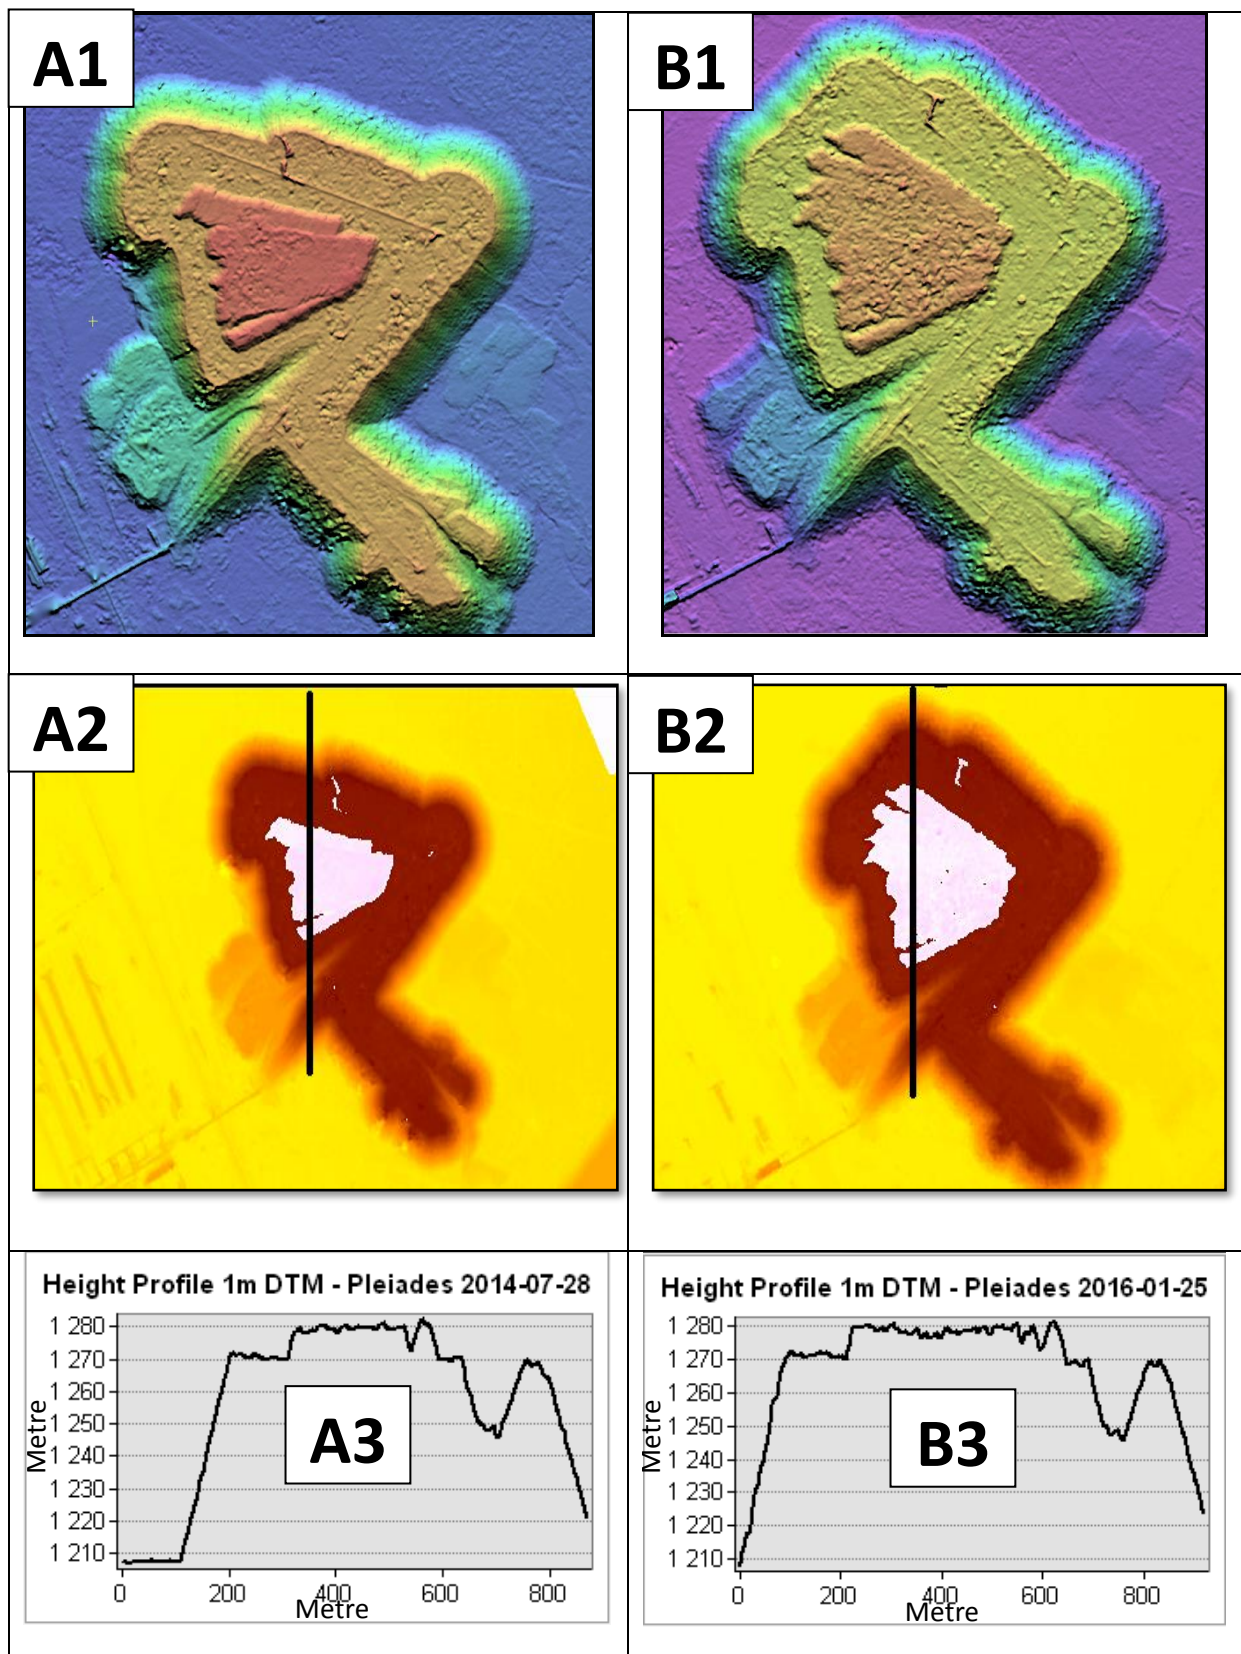 A1
B1
A2
B2
Height Profile 1m DTM - Pleiades 2014-07-28
1 280
1 270
1 260
1 250
1 240
1 230
1 220
1 210
Metre
A3
0 200 400 600 800
Metre
Height Profile 1m DTM - Pleiades 2016-01-25
1 280
1 270
1 260
1 250
1 240
1 230
1 220
1 210
Metre
B3
0 200 400 600 800
Metre